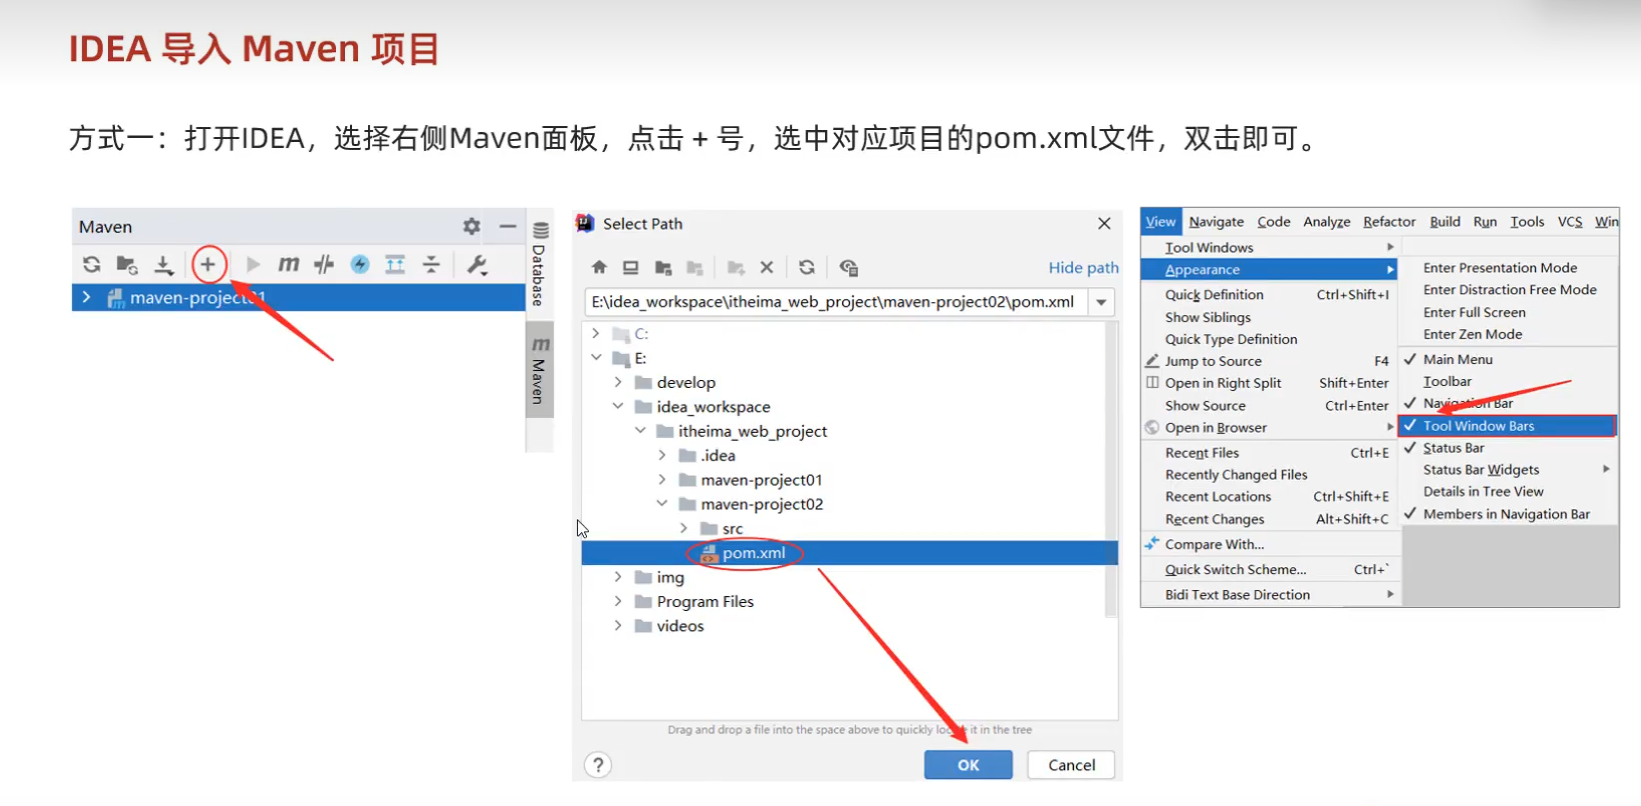 IDEA 导入 Maven 项目
方式一：打开IDEA，选择右侧Maven面板，点击 + 号，选中对应项目的pom.xml文件，双击即可。
Maven
maven-project01
Database
Maven
Select Path
Hide path
E:\idea_workspace\itheima_web_project\maven-project02\pom.xml
C:
E:
develop
idea_workspace
itheima_web_project
.idea
maven-project01
maven-project02
src
pom.xml
img
Program Files
videos
Drag and drop a file into the space above to quickly locate it in the tree
?
OK
Cancel
View Navigate Code Analyze Refactor Build Run Tools VCS Win
Tool Windows
Appearance
Quick Definition Ctrl+Shift+I
Show Siblings
Quick Type Definition
Jump to Source F4
Open in Right Split Shift+Enter
Show Source Ctrl+Enter
Open in Browser
Recent Files Ctrl+E
Recently Changed Files
Recent Locations Ctrl+Shift+E
Recent Changes Alt+Shift+C
Compare With...
Quick Switch Scheme... Ctrl+`
Bidi Text Base Direction
Enter Presentation Mode
Enter Distraction Free Mode
Enter Full Screen
Enter Zen Mode
Main Menu
Toolbar
Navigation Bar
Tool Window Bars
Status Bar
Status Bar Widgets
Details in Tree View
Members in Navigation Bar